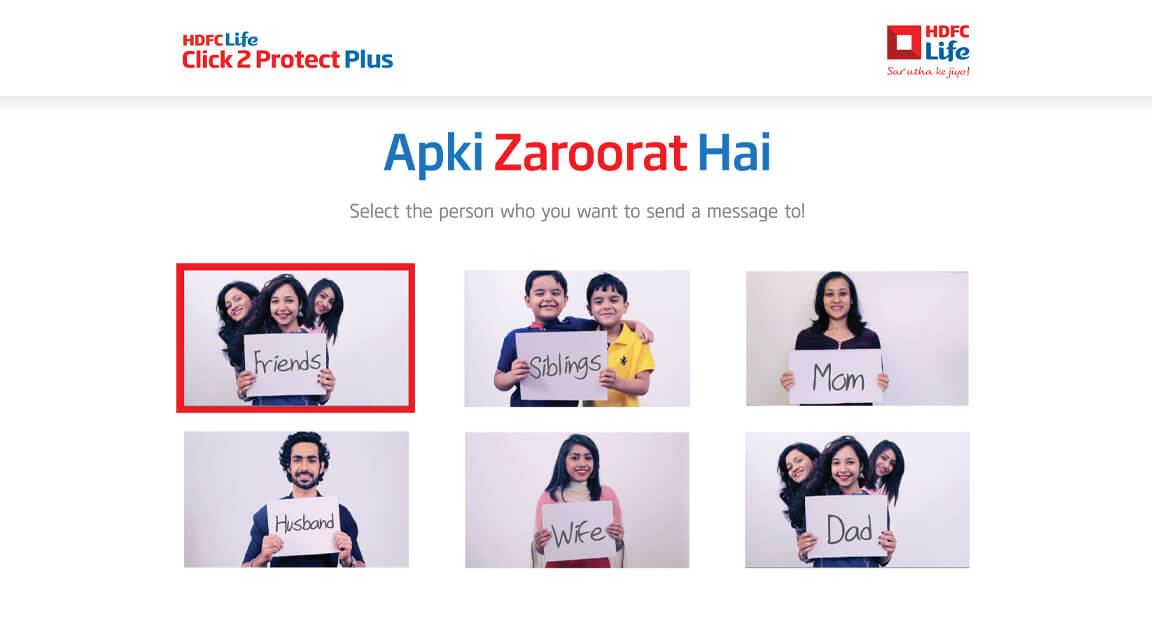 HDFC Life
Click 2 Protect Plus
HDFC
Life
Sar utha ke jiyo!
Apki Zaroorat Hai
Select the person who you want to send a message to!
Friends
Siblings
Mom
Husband
Wife
Dad